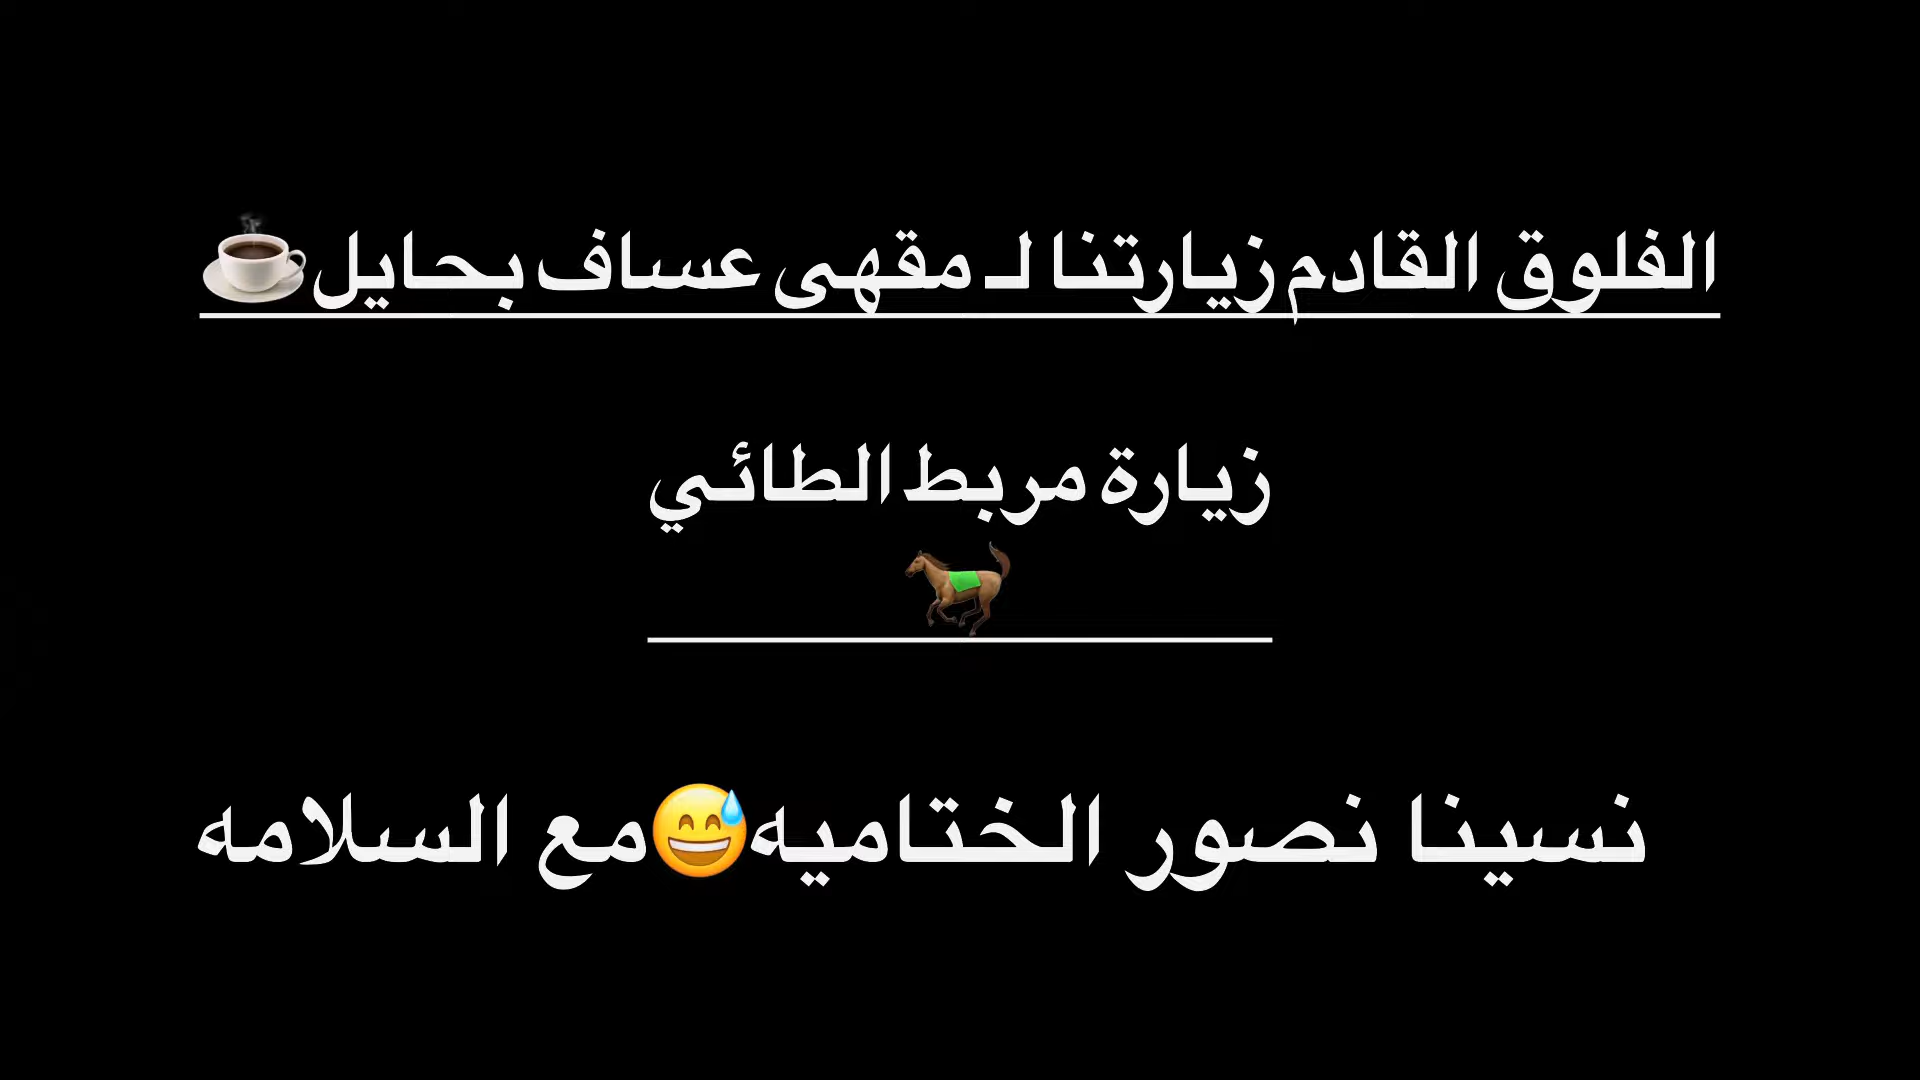 الفلوق القادم زيارتنا لـ مقهى عساف بحايل☕
زيارة مربط الطائي
🐎
نسينا نصور الختاميه😅مع السلامه